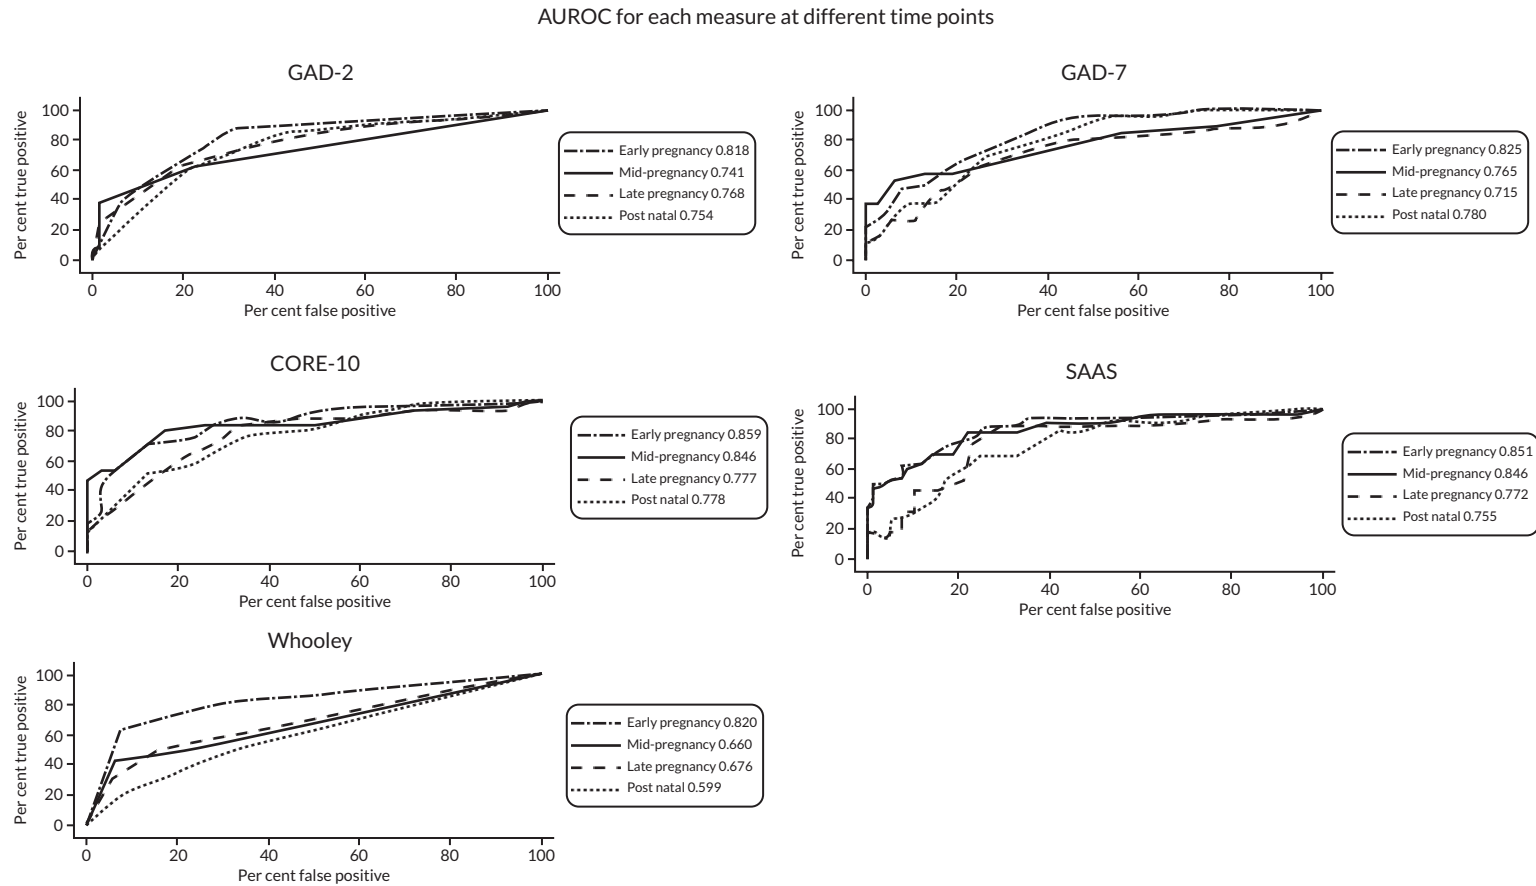 AUROC for each measure at different time points
GAD-2
Per cent true positive
100
80
60
40
20
0
0 20 40 60 80 100
Per cent false positive
Early pregnancy 0.818
Mid-pregnancy 0.741
Late pregnancy 0.768
Post natal 0.754
GAD-7
Per cent true positive
100
80
60
40
20
0
0 20 40 60 80 100
Per cent false positive
Early pregnancy 0.825
Mid-pregnancy 0.765
Late pregnancy 0.715
Post natal 0.780
CORE-10
Per cent true positive
100
80
60
40
20
0
0 20 40 60 80 100
Per cent false positive
Early pregnancy 0.859
Mid-pregnancy 0.846
Late pregnancy 0.777
Post natal 0.778
SAAS
Per cent true positive
100
80
60
40
20
0
0 20 40 60 80 100
Per cent false positive
Early pregnancy 0.851
Mid-pregnancy 0.846
Late pregnancy 0.772
Post natal 0.755
Whooley
Per cent true positive
100
80
60
40
20
0
0 20 40 60 80 100
Per cent false positive
Early pregnancy 0.820
Mid-pregnancy 0.660
Late pregnancy 0.676
Post natal 0.599